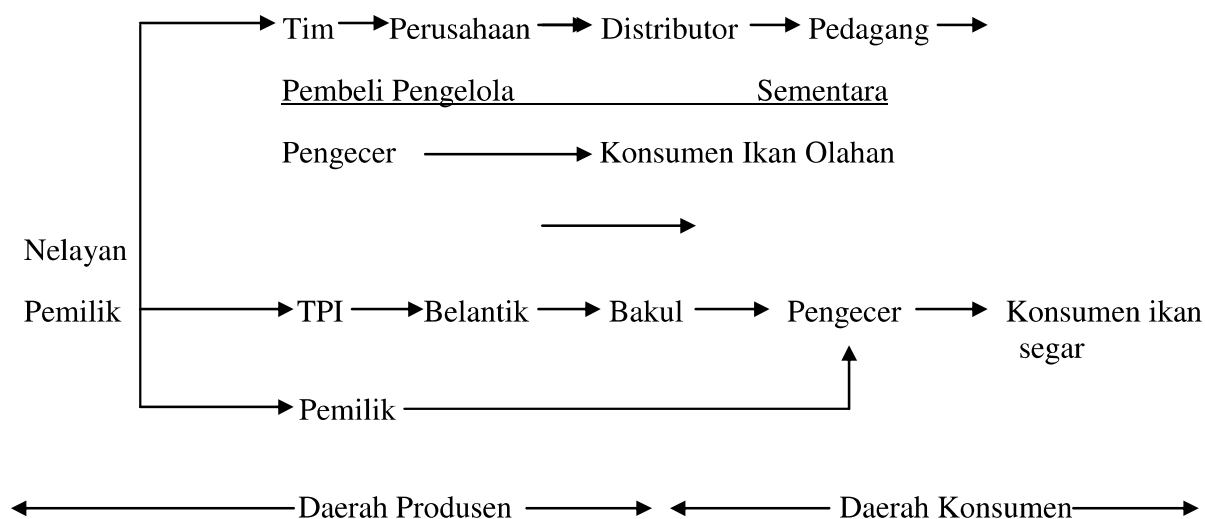 Tim Perusahaan Distributor Pedagang
Pembeli Pengelola Sementara
Pengecer Konsumen Ikan Olahan
Nelayan
Pemilik TPI Belantik Bakul Pengecer Konsumen ikan
segar
Pemilik
Daerah Produsen Daerah Konsumen